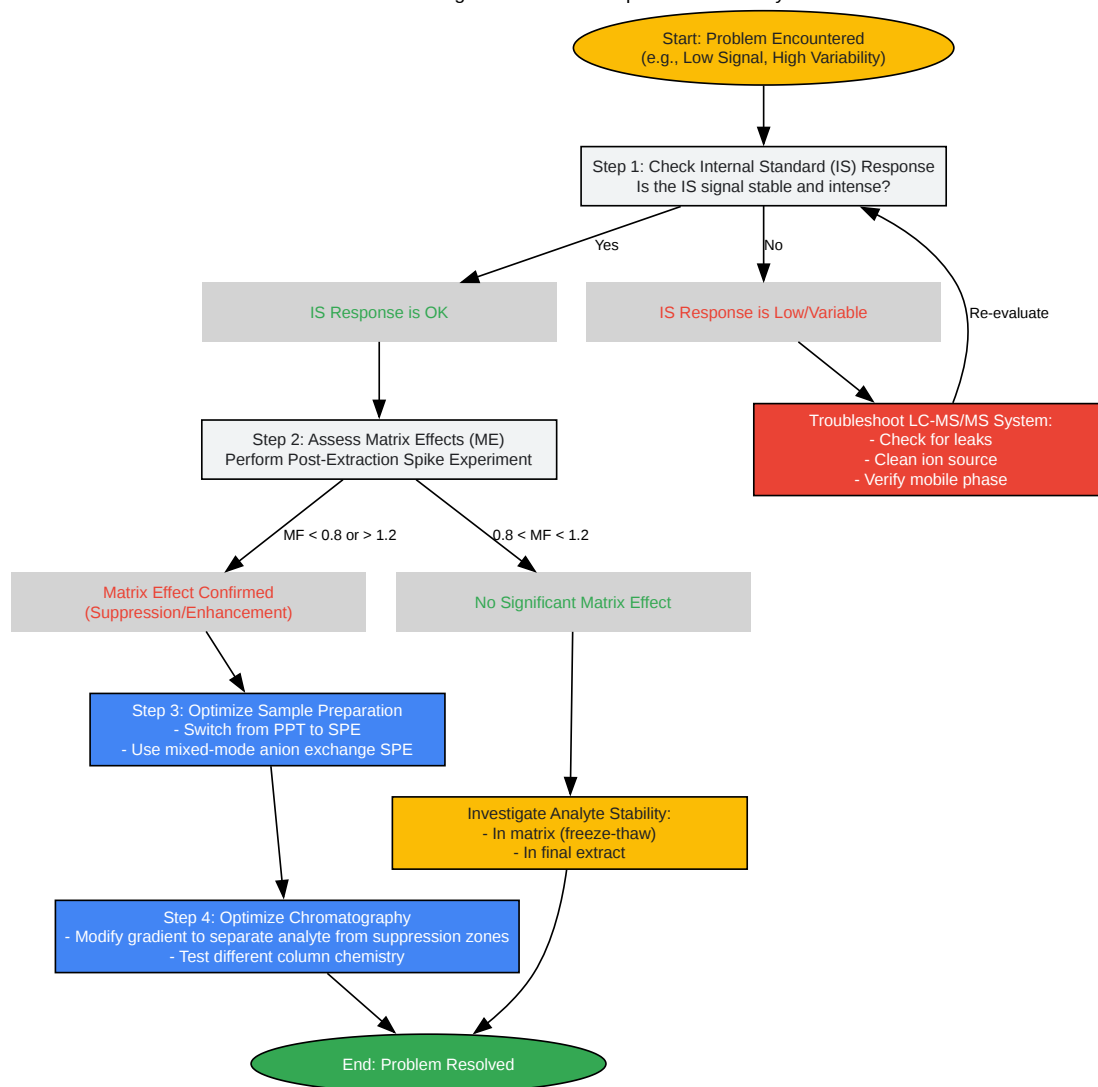 Start: Problem Encountered
(e.g., Low Signal, High Variability)
Step 1: Check Internal Standard (IS) Response
Is the IS signal stable and intense?
Yes
No
IS Response is OK
IS Response is Low/Variable
Re-evaluate
Troubleshoot LC-MS/MS System:
- Check for leaks
- Clean ion source
- Verify mobile phase
Step 2: Assess Matrix Effects (ME)
Perform Post-Extraction Spike Experiment
MF < 0.8 or > 1.2
0.8 < MF < 1.2
Matrix Effect Confirmed
(Suppression/Enhancement)
No Significant Matrix Effect
Step 3: Optimize Sample Preparation
- Switch from PPT to SPE
- Use mixed-mode anion exchange SPE
Investigate Analyte Stability:
- In matrix (freeze-thaw)
- In final extract
Step 4: Optimize Chromatography
- Modify gradient to separate analyte from suppression zones
- Test different column chemistry
End: Problem Resolved